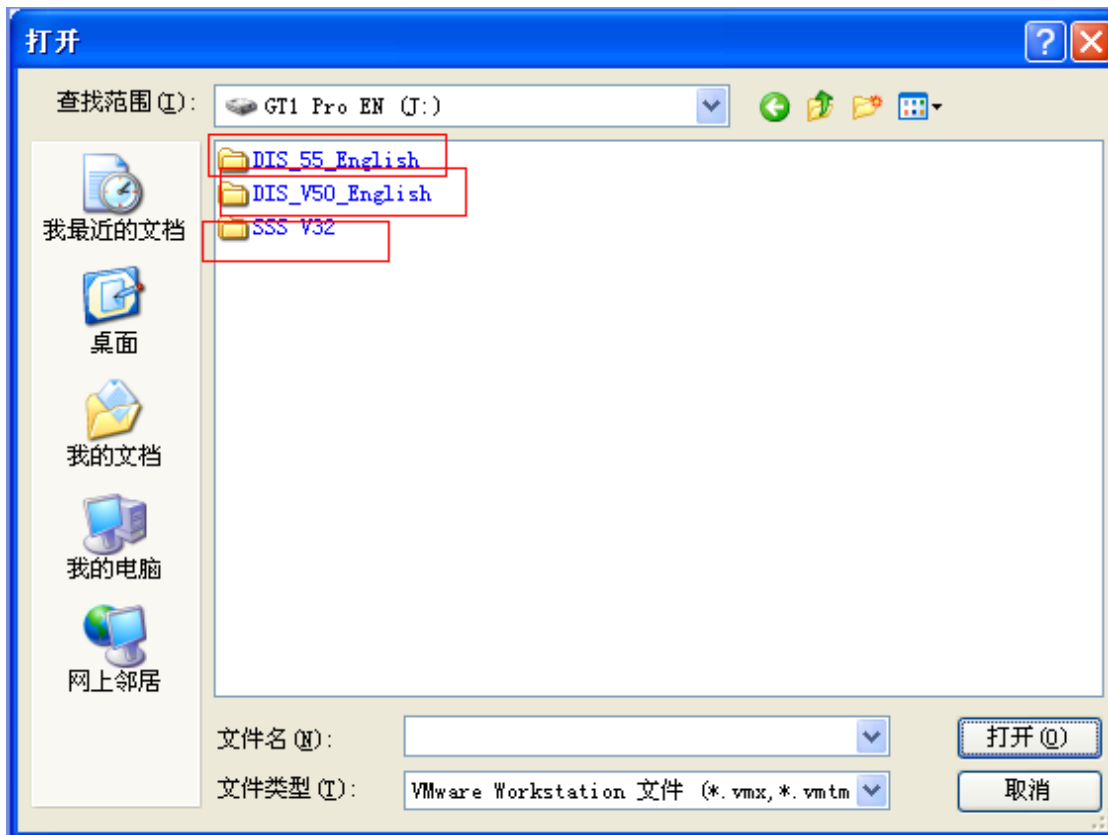 打开
查找范围(I):
GT1 Pro EN (J:)
DIS_55_English
DIS_V50_English
SSS V32
我最近的文档
桌面
我的文档
我的电脑
网上邻居
文件名(N):
打开(O)
文件类型(T):
VMware Workstation 文件 (*.vmx,*.vmtm
取消